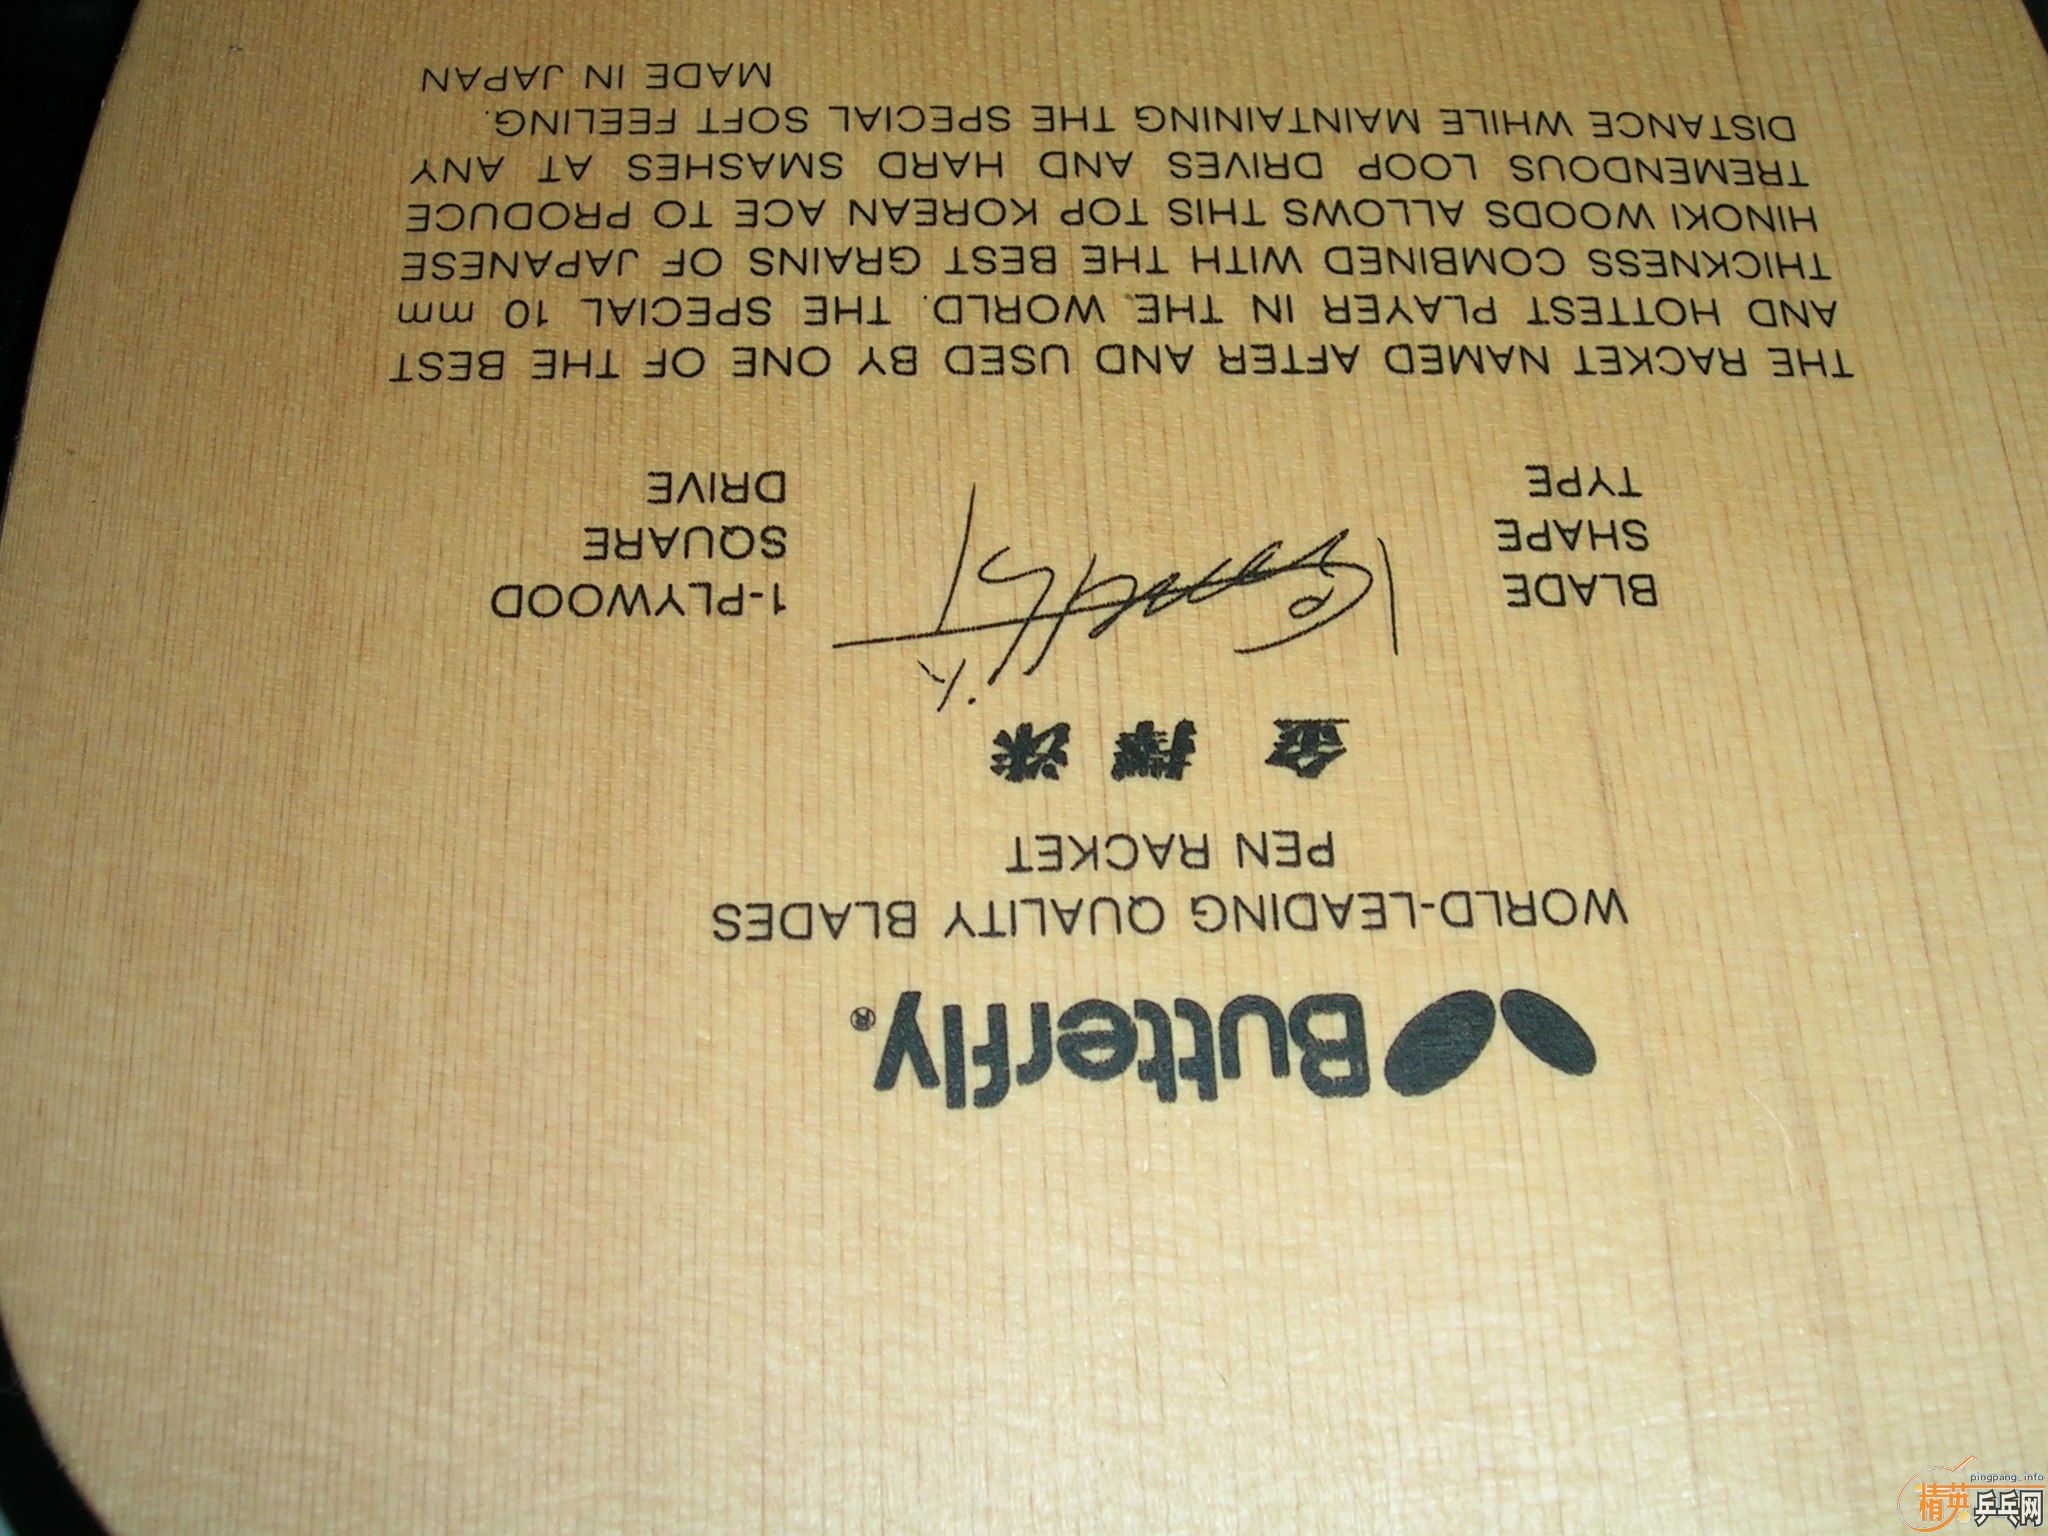 Butterfly®
WORLD-LEADING QUALITY BLADES
PEN RACKET
金擇洙
BLADE 1-PLYWOOD
SHAPE SQUARE
TYPE DRIVE
THE RACKET NAMED AFTER AND USED BY ONE OF THE BEST
AND HOTTEST PLAYER IN THE WORLD. THE SPECIAL 10 mm
THICKNESS COMBINED WITH THE BEST GRAINS OF JAPANESE
HINOKI WOODS ALLOWS THIS TOP KOREAN ACE TO PRODUCE
TREMENDOUS LOOP DRIVES AND HARD SMASHES AT ANY
DISTANCE WHILE MAINTAINING THE SPECIAL SOFT FEELING.
MADE IN JAPAN
pingpang.info
精英乒乓网